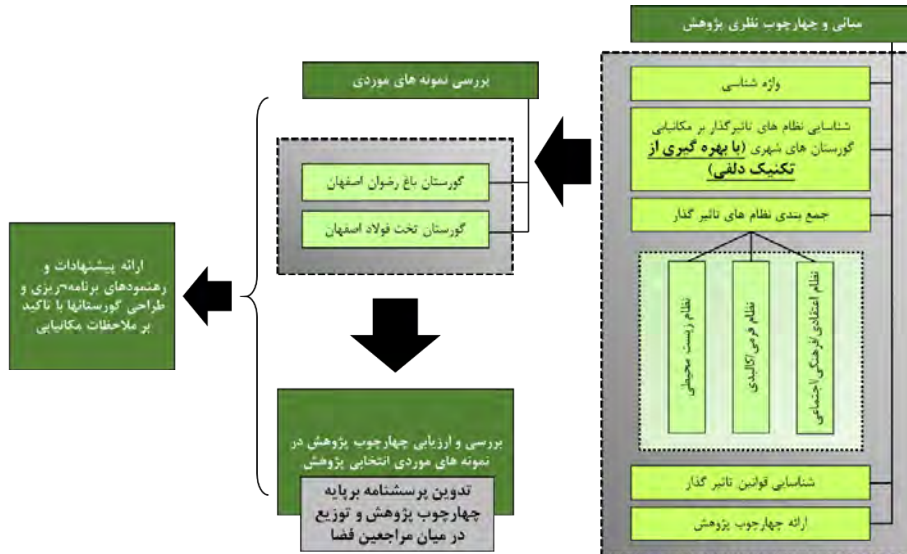 مبانی و چهارچوب نظری پژوهش
واژه شناسی
شناسایی نظام های تاثیرگذار بر مکانیابی
گورستان های شهری (با بهره گیری از
تکنیک دلفی)
جمع بندی نظام های تاثیر گذار
نظام اعتقادی/فرهنگی/اجتماعی
نظام فرمی/کالبدی
نظام زیست محیطی
شناسایی قوانین تاثیر گذار
ارائه چهارچوب پژوهش
بررسی نمونه های موردی
گورستان باغ رضوان اصفهان
گورستان تخت فولاد اصفهان
بررسی و ارزیابی چهارچوب پژوهش در
نمونه های موردی انتخابی پژوهش
تدوین پرسشنامه برپایه
چهارچوب پژوهش و توزیع
در میان مراجعین فضا
ارائه پیشنهادات و
رهنمودهای برنامه¬ریزی و
طراحی گورستانها با تاکید
بر ملاحظات مکانیابی